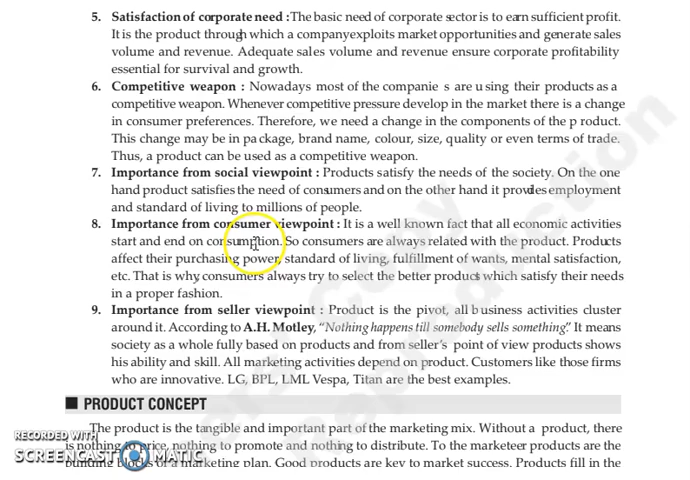 5. Satisfaction of corporate need : The basic need of corporate sector is to earn sufficient profit.
It is the product through which a company exploits market opportunities and generate sales
volume and revenue. Adequate sales volume and revenue ensure corporate profitability
essential for survival and growth.
6. Competitive weapon : Nowadays most of the companie s are using their products as a
competitive weapon. Whenever competitive pressure develop in the market there is a change
in consumer preferences. Therefore, we need a change in the components of the p roduct.
This change may be in pa ckage, brand name, colour, size, quality or even terms of trade.
Thus, a product can be used as a competitive weapon.
7. Importance from social viewpoint : Products satisfy the needs of the society. On the one
hand product satisfies the need of consumers and on the other hand it provides employment
and standard of living to millions of people.
8. Importance from consumer viewpoint : It is a well known fact that all economic activities
start and end on consumption. So consumers are always related with the product. Products
affect their purchasing power, standard of living, fulfillment of wants, mental satisfaction,
etc. That is why, consumers always try to select the better product which satisfy their needs
in a proper fashion.
9. Importance from seller viewpoint : Product is the pivot, all business activities cluster
around it. According to A.H. Motley, "Nothing happens till somebody sells something". It means
society as a whole fully based on products and from seller's point of view products shows
his ability and skill. All marketing activities depend on product. Customers like those firms
who are innovative. LG, BPL, LML Vespa, Titan are the best examples.
PRODUCT CONCEPT
The product is the tangible and important part of the marketing mix. Without a product, there
is nothing to price, nothing to promote and nothing to distribute. To the marketeer products are the
building blocks of a marketing plan. Good products are key to market success. Products fill in the
RECORDED WITH
SCREENCAST MATIC